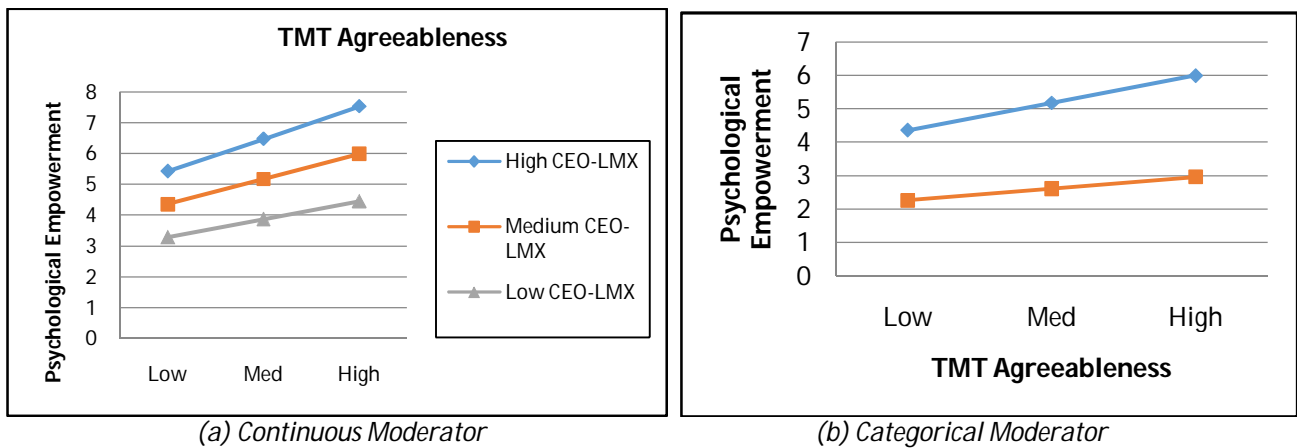 TMT Agreeableness
Psychological Empowerment
8
7
6
5
4
3
2
1
0
Low Med High
High CEO-LMX
Medium CEO-
LMX
Low CEO-LMX
(a) Continuous Moderator
Psychological
Empowerment
7
6
5
4
3
2
1
0
Low Med High
TMT Agreeableness
(b) Categorical Moderator